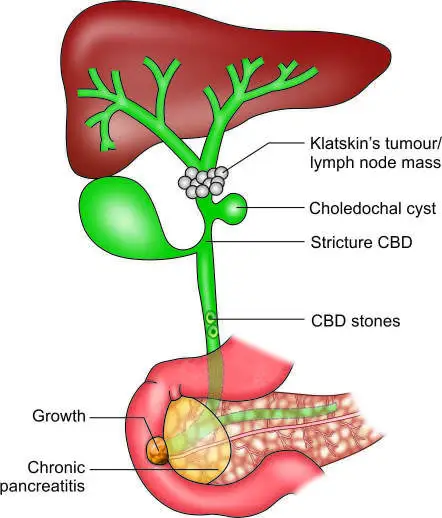 Klatskin's tumour/
lymph node mass
Choledochal cyst
Stricture CBD
CBD stones
Growth
Chronic
pancreatitis